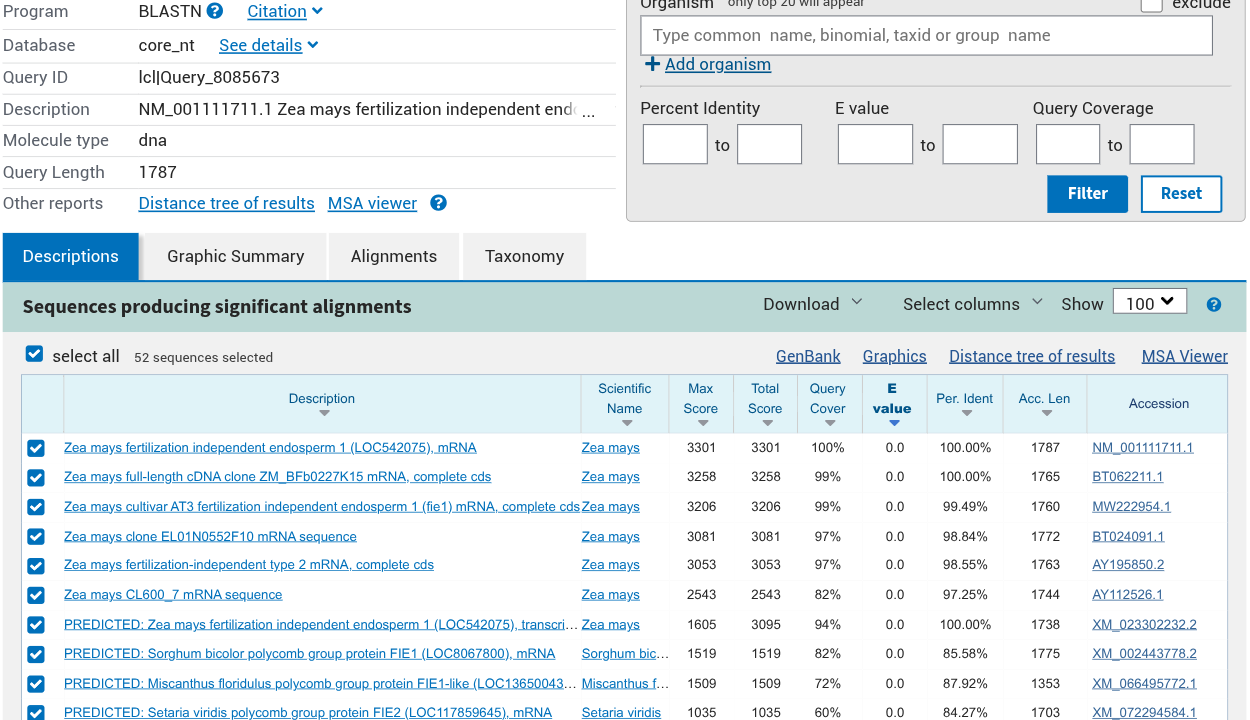 Program BLASTN ? Citation
Database core_nt See details
Query ID lcl|Query_8085673
Description NM_001111711.1 Zea mays fertilization independent end ...
Molecule type dna
Query Length 1787
Other reports Distance tree of results MSA viewer ?
Organism only top 20 will appear exclude
Type common name, binomial, taxid or group name
+ Add organism
Percent Identity E value Query Coverage
to to to
Filter Reset
Descriptions Graphic Summary Alignments Taxonomy
Sequences producing significant alignments Download Select columns Show 100 ?
select all 52 sequences selected GenBank Graphics Distance tree of results MSA Viewer
Description Scientific Name Max Score Total Score Query Cover E value Per. Ident Acc. Len Accession
Zea mays fertilization independent endosperm 1 (LOC542075), mRNA Zea mays 3301 3301 100% 0.0 100.00% 1787 NM_001111711.1
Zea mays full-length cDNA clone ZM_BFb0227K15 mRNA, complete cds Zea mays 3258 3258 99% 0.0 100.00% 1765 BT062211.1
Zea mays cultivar AT3 fertilization independent endosperm 1 (fie1) mRNA, complete cds Zea mays 3206 3206 99% 0.0 99.49% 1760 MW222954.1
Zea mays clone EL01N0552F10 mRNA sequence Zea mays 3081 3081 97% 0.0 98.84% 1772 BT024091.1
Zea mays fertilization-independent type 2 mRNA, complete cds Zea mays 3053 3053 97% 0.0 98.55% 1763 AY195850.2
Zea mays CL600_7 mRNA sequence Zea mays 2543 2543 82% 0.0 97.25% 1744 AY112526.1
PREDICTED: Zea mays fertilization independent endosperm 1 (LOC542075), transcri... Zea mays 1605 3095 94% 0.0 100.00% 1738 XM_023302232.2
PREDICTED: Sorghum bicolor polycomb group protein FIE1 (LOC8067800), mRNA Sorghum bic... 1519 1519 82% 0.0 85.58% 1775 XM_002443778.2
PREDICTED: Miscanthus floridulus polycomb group protein FIE1-like (LOC13650043... Miscanthus f... 1509 1509 72% 0.0 87.92% 1353 XM_066495772.1
PREDICTED: Setaria viridis polycomb group protein FIE2 (LOC117859645), mRNA Setaria viridis 1035 1035 60% 0.0 84.27% 1703 XM_072294584.1